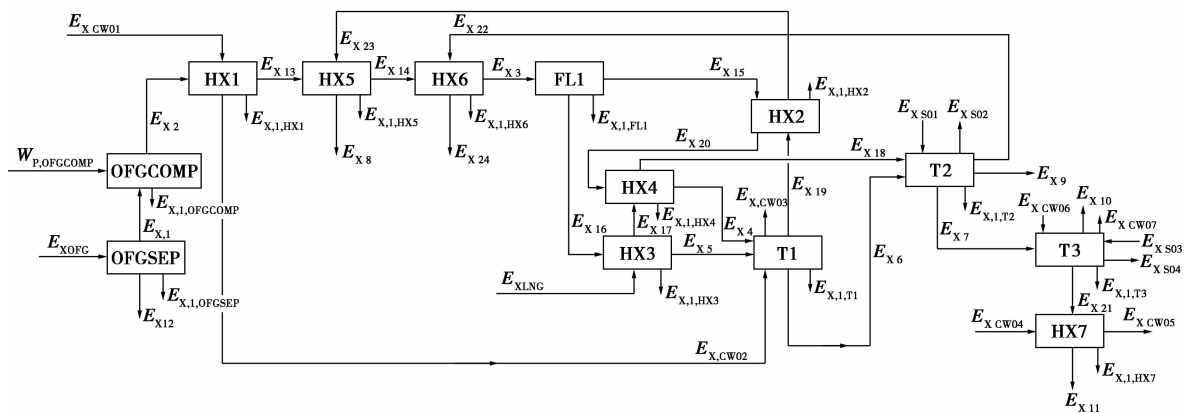 E_X CW01
E_X 23
E_X 22
HX1
E_X 13
HX5
E_X 14
HX6
E_X 3
FL1
E_X 15
E_X,1,HX2
E_X,1,HX1
E_X,1,HX5
E_X,1,HX6
E_X,1,FL1
HX2
E_X S01
E_X S02
E_X 2
E_X 8
E_X 24
E_X 20
E_X 18
W_P,OFGCOMP
OFGCOMP
T2
E_X 9
HX4
E_X 19
E_X,1,OFGCOMP
E_X,1,HX4
E_X,CW03
E_X,1,T2
E_X CW06
E_X 10
E_X,1
E_X 16
E_X 17
E_X 4
E_X 7
E_X CW07
E_XOFG
OFGSEP
HX3
E_X 5
T1
E_X 6
T3
E_X S03
E_X S04
E_XLNG
E_X,1,OFGSEP
E_X,1,HX3
E_X,1,T1
E_X,1,T3
E_X12
E_X 21
E_X CW04
HX7
E_X CW05
E_X,CW02
E_X,1,HX7
E_X 11